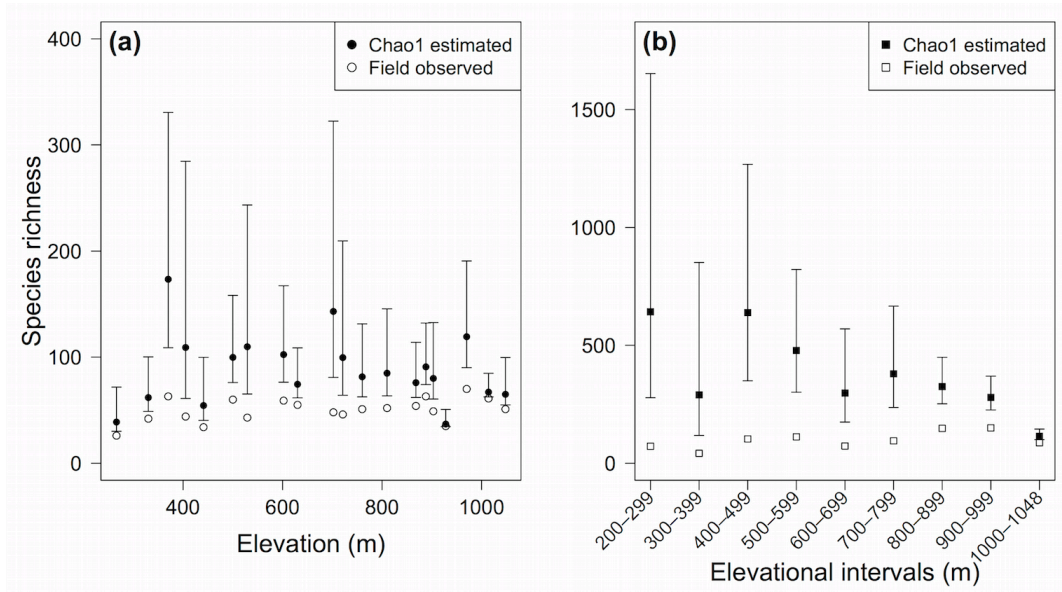 (a)
Chao1 estimated
Field observed
Species richness
400
300
200
100
0
400
600
800
1000
Elevation (m)
(b)
Chao1 estimated
Field observed
1500
1000
500
0
200–299
300–399
400–499
500–599
600–699
700–799
800–899
900–999
1000–1048
Elevational intervals (m)